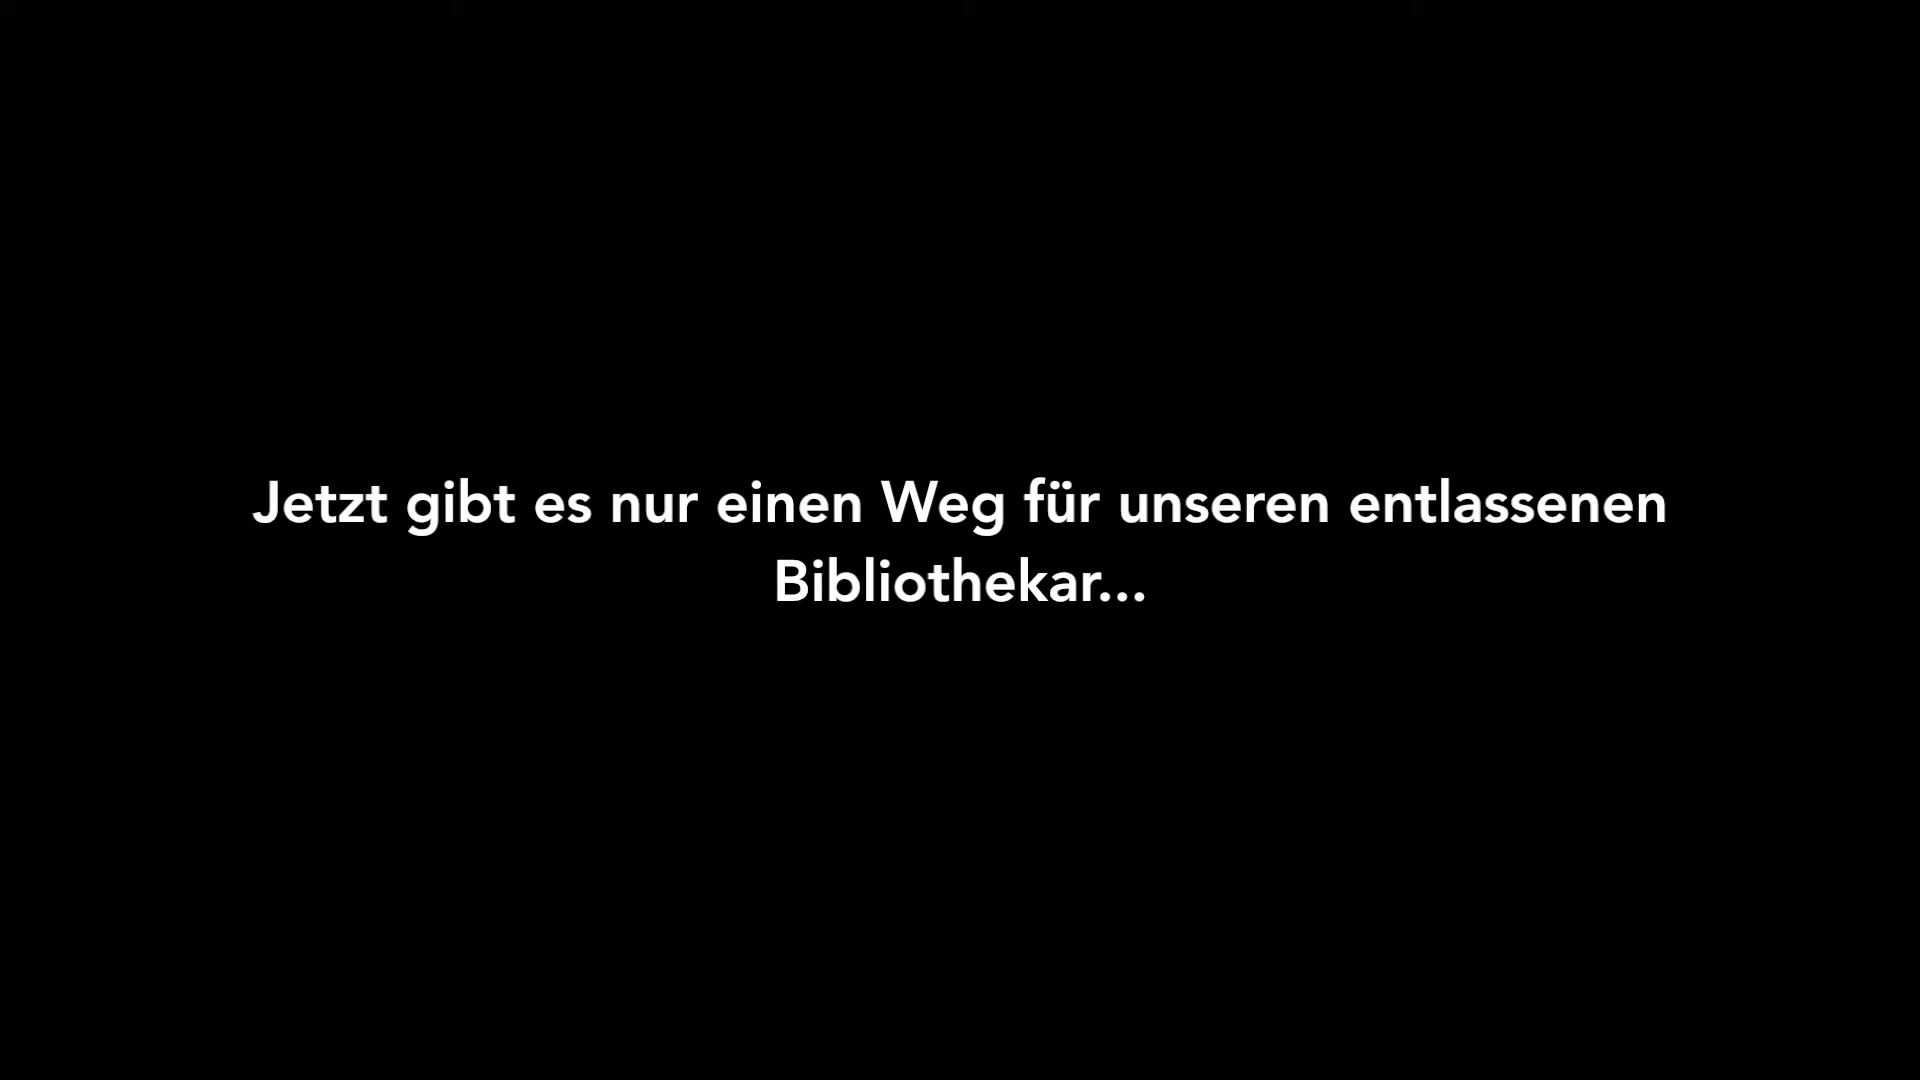 Jetzt gibt es nur einen Weg für unseren entlassenen
Bibliothekar...